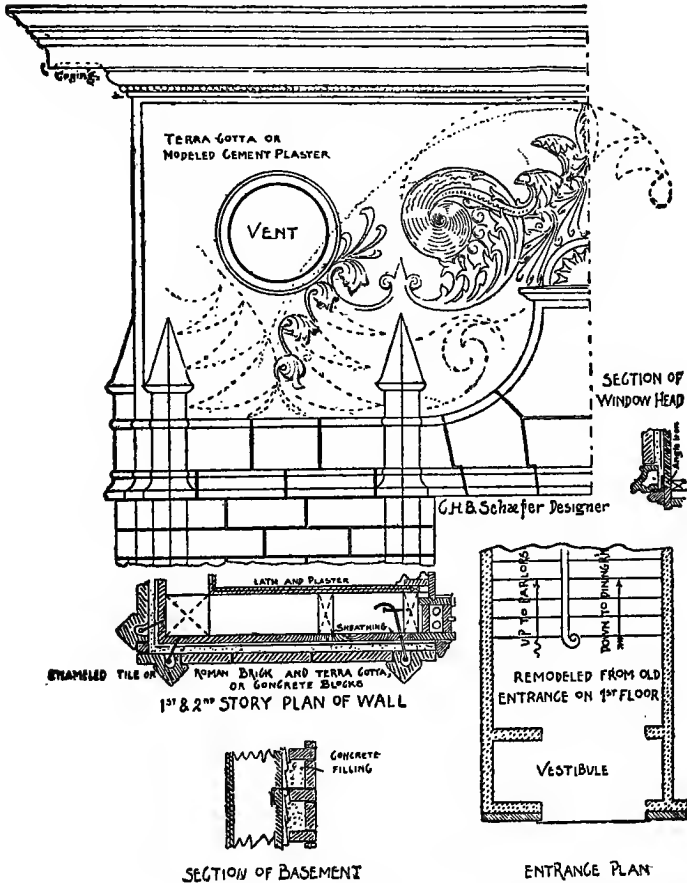 Coping.
TERRA COTTA OR
MODELED CEMENT PLASTER
VENT
SECTION OF
WINDOW HEAD
Angle Iron
C.H.B. Schaefer Designer
LATH AND PLASTER
SHEATHING
ENAMELED TILE OR
ROMAN BRICK AND TERRA COTTA,
OR CONCRETE BLOCKS
1ST & 2ND STORY PLAN OF WALL
UP TO PARLORS
DOWN TO DINING
REMODELED FROM OLD
ENTRANCE ON 1ST FLOOR
VESTIBULE
CONCRETE
FILLING
SECTION OF BASEMENT
ENTRANCE PLAN